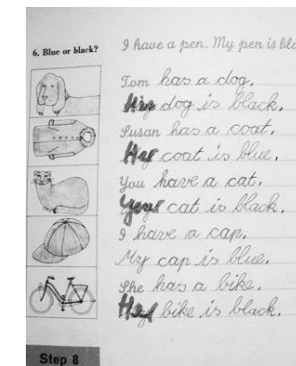 6. Blue or black?
I have a pen. My pen is blac
Tom has a dog.
His dog is black.
Susan has a coat.
Her coat is blue.
You have a cat.
Your cat is black.
I have a cap.
My cap is blue.
She has a bike.
Her bike is black.
Step 8